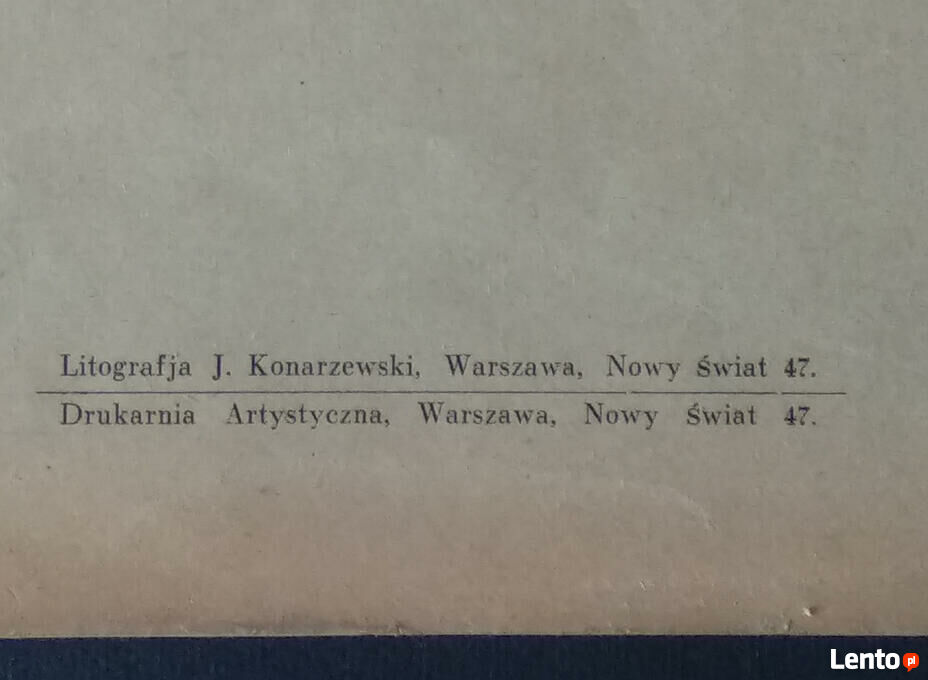 Litografja J. Konarzewski, Warszawa, Nowy Świat 47.
Drukarnia Artystyczna, Warszawa, Nowy Świat 47.
Lento pl